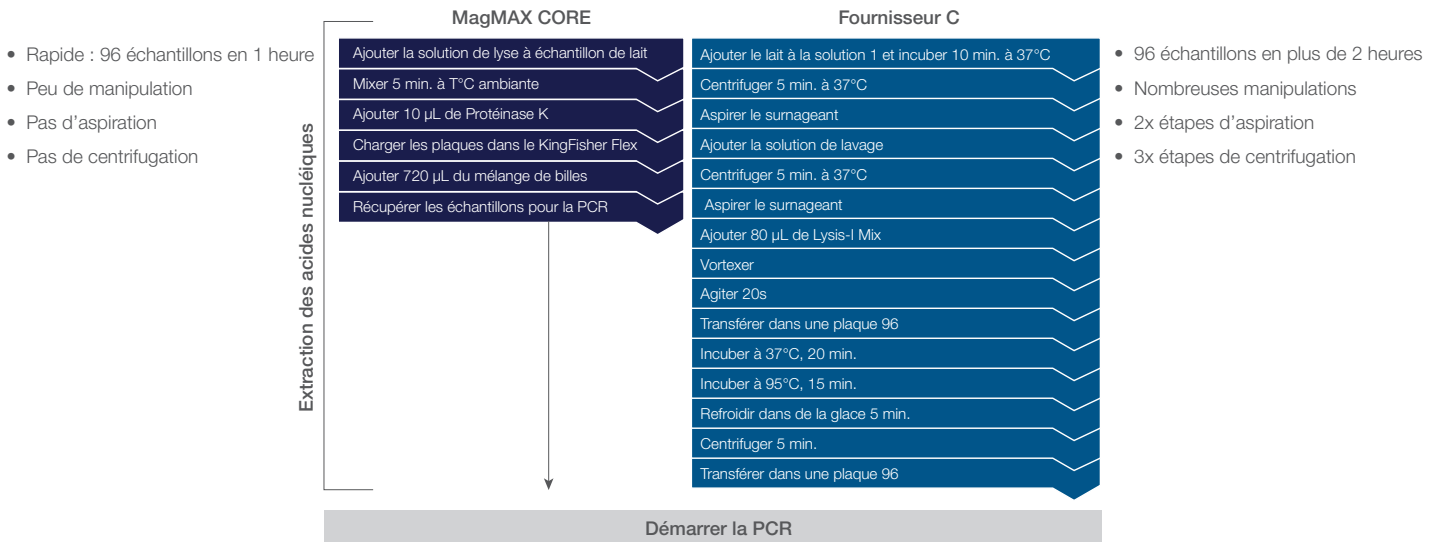 MagMAX CORE
Fournisseur C
• Rapide : 96 échantillons en 1 heure
• Peu de manipulation
• Pas d'aspiration
• Pas de centrifugation
Extraction des acides nucléiques
Ajouter la solution de lyse à échantillon de lait
Mixer 5 min. à T°C ambiante
Ajouter 10 µL de Protéinase K
Charger les plaques dans le KingFisher Flex
Ajouter 720 µL du mélange de billes
Récupérer les échantillons pour la PCR
Ajouter le lait à la solution 1 et incuber 10 min. à 37°C
Centrifuger 5 min. à 37°C
Aspirer le surnageant
Ajouter la solution de lavage
Centrifuger 5 min. à 37°C
Aspirer le surnageant
Ajouter 80 µL de Lysis-I Mix
Vortexer
Agiter 20s
Transférer dans une plaque 96
Incuber à 37°C, 20 min.
Incuber à 95°C, 15 min.
Refroidir dans de la glace 5 min.
Centrifuger 5 min.
Transférer dans une plaque 96
• 96 échantillons en plus de 2 heures
• Nombreuses manipulations
• 2x étapes d'aspiration
• 3x étapes de centrifugation
Démarrer la PCR